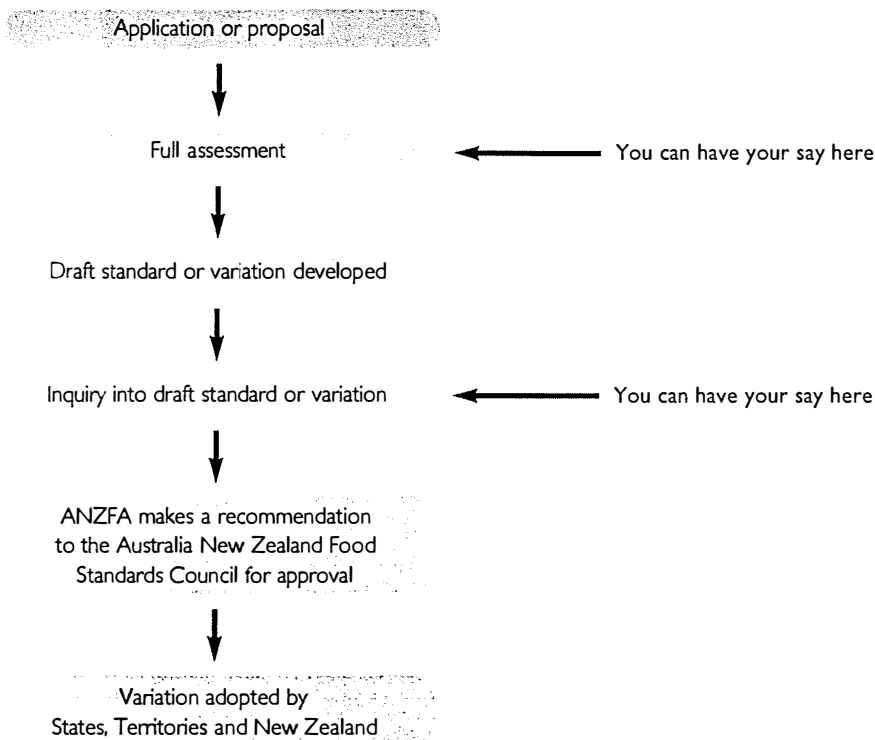 Application or proposal
Full assessment
You can have your say here
Draft standard or variation developed
Inquiry into draft standard or variation
You can have your say here
ANZFA makes a recommendation
to the Australia New Zealand Food
Standards Council for approval
Variation adopted by
States, Territories and New Zealand